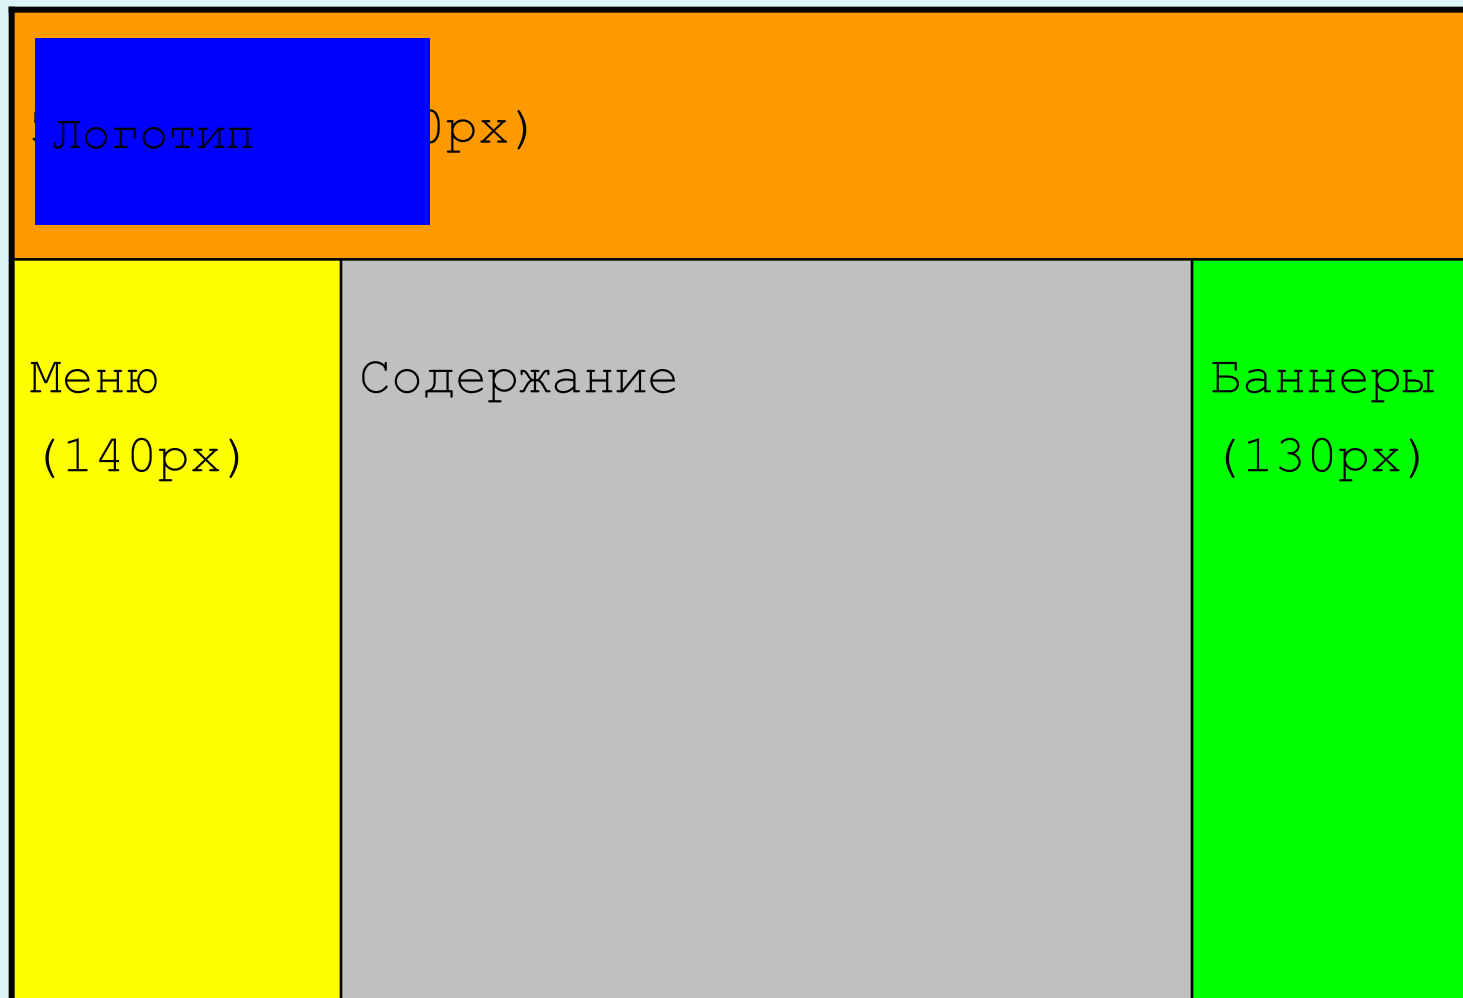 Логотип
0px)
Меню
(140px)
Содержание
Баннеры
(130px)